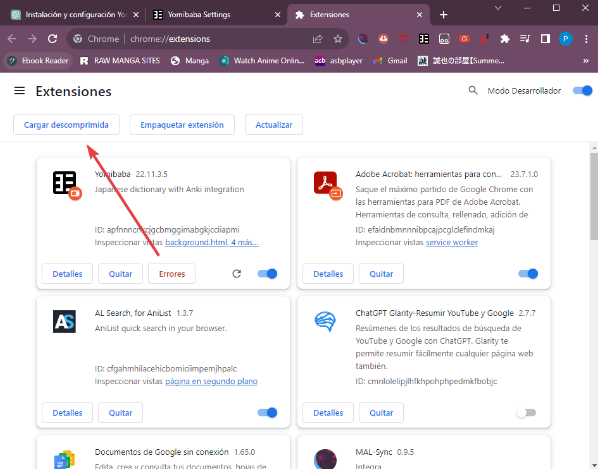 Instalación y configuración Yo
Yomibaba Settings
Extensiones
Chrome
chrome://extensions
Ebook Reader
RAW MANGA SITES
Manga
Watch Anime Online...
asbplayer
Gmail
誠也の部屋【Summe...
Extensiones
Modo Desarrollador
Cargar descomprimida
Empaquetar extensión
Actualizar
Yomibaba 22.11.3.5
Japanese dictionary with Anki integration
Inspeccionar vistas background.html, 4 más...
Detalles
Quitar
Errores
Adobe Acrobat: herramientas para con... 23.7.1.0
Saque el máximo partido de Google Chrome con
las herramientas para PDF de Adobe Acrobat.
Herramientas de consulta, rellenado, adición de
ID: efaidnbmnnnibpcajpcglclefindmkaj
Inspeccionar vistas service worker
Detalles
Quitar
AL Search, for AniList 1.3.7
AniList quick search in your browser.
ID: cfgahmhilacehicbomiciimpemjhpalc
Inspeccionar vistas página en segundo plano
Detalles
Quitar
ChatGPT Glarity-Resumir YouTube y Google 2.7.7
Resúmenes de los resultados de búsqueda de
YouTube y Google con ChatGPT. Glarity te
permite resumir fácilmente cualquier página web
también.
ID: cmnlolelipjlhfkhpohphpedmkfbobjc
Detalles
Quitar
Documentos de Google sin conexión 1.65.0
Edita, crea y consulta tus documentos, hojas de
MAL-Sync 0.9.5
Integra